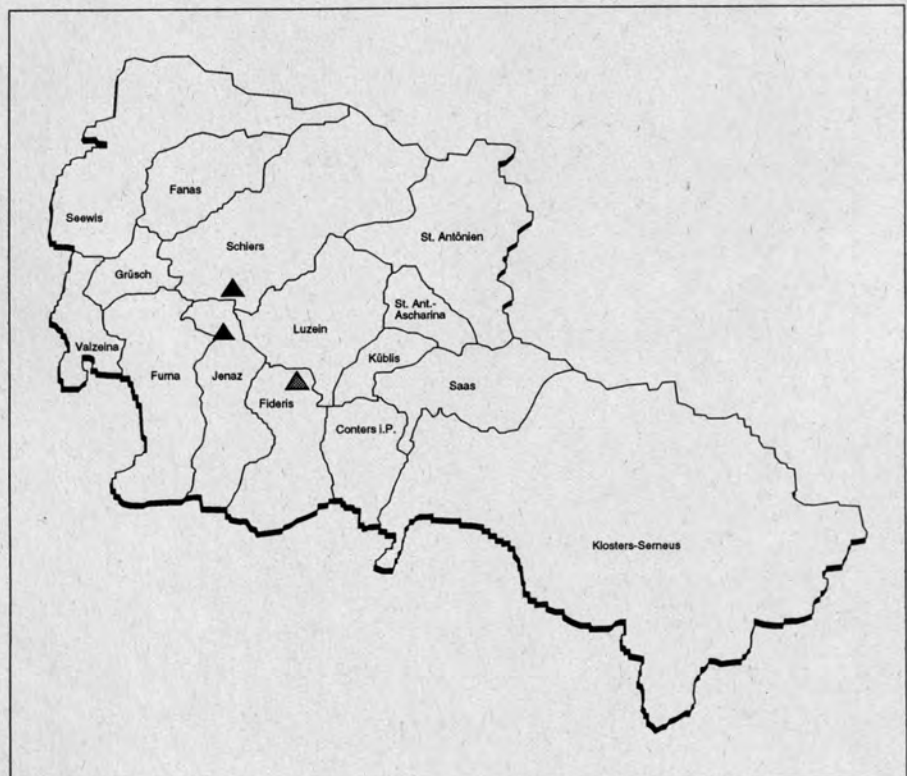 Fanas
Seewis
Schiers
St. Antönien
Grüsch
St. Ant.-
Ascharina
Luzein
Valzeina
Küblis
Furna
Jenaz
Saas
Fideris
Conters i.P.
Klosters-Serneus